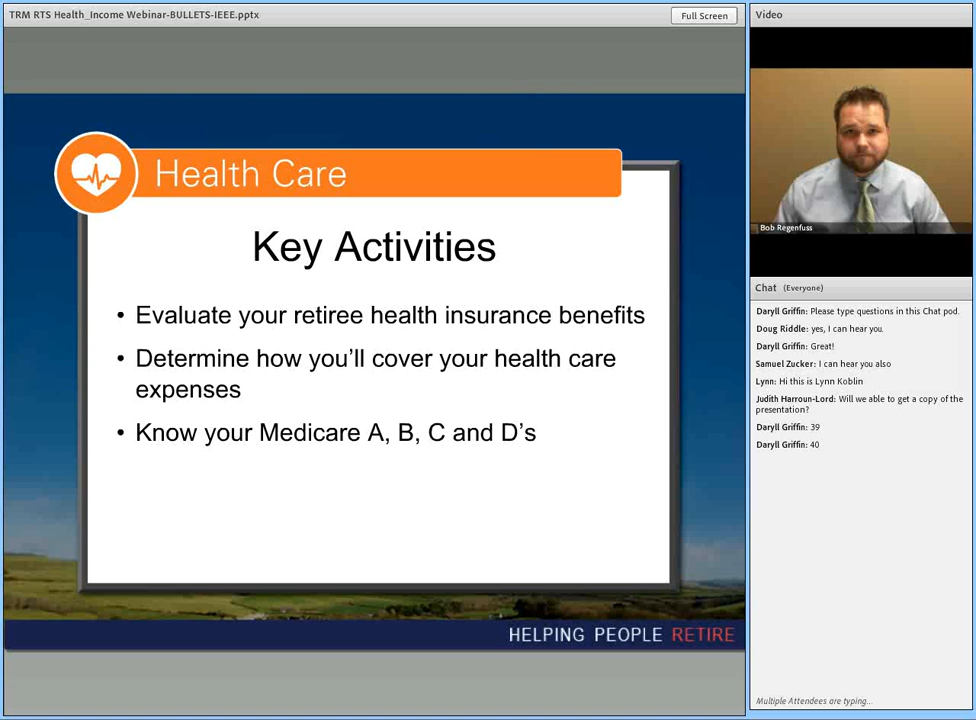 TRM RTS Health_Income Webinar-BULLETS-IEEE.pptx
Full Screen
Health Care
Key Activities
• Evaluate your retiree health insurance benefits
• Determine how you’ll cover your health care
expenses
• Know your Medicare A, B, C and D’s
HELPING PEOPLE RETIRE
Video
Bob Regenfuss
Chat (Everyone)
Daryll Griffin: Please type questions in this Chat pod.
Doug Riddle: yes, I can hear you.
Daryll Griffin: Great!
Samuel Zucker: I can hear you also
Lynn: Hi this is Lynn Koblin
Judith Harroun-Lord: Will we able to get a copy of the
presentation?
Daryll Griffin: 39
Daryll Griffin: 40
Multiple Attendees are typing...